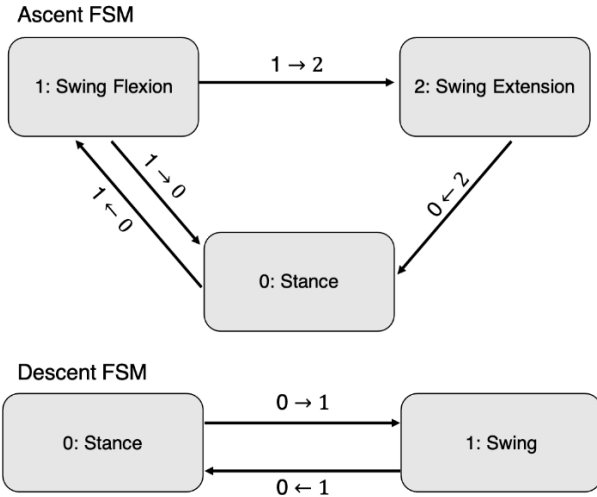 Ascent FSM
1: Swing Flexion
1 → 2
2: Swing Extension
1 → 0
1 ← 0
0 ← 2
0: Stance
Descent FSM
0: Stance
0 → 1
1: Swing
0 ← 1